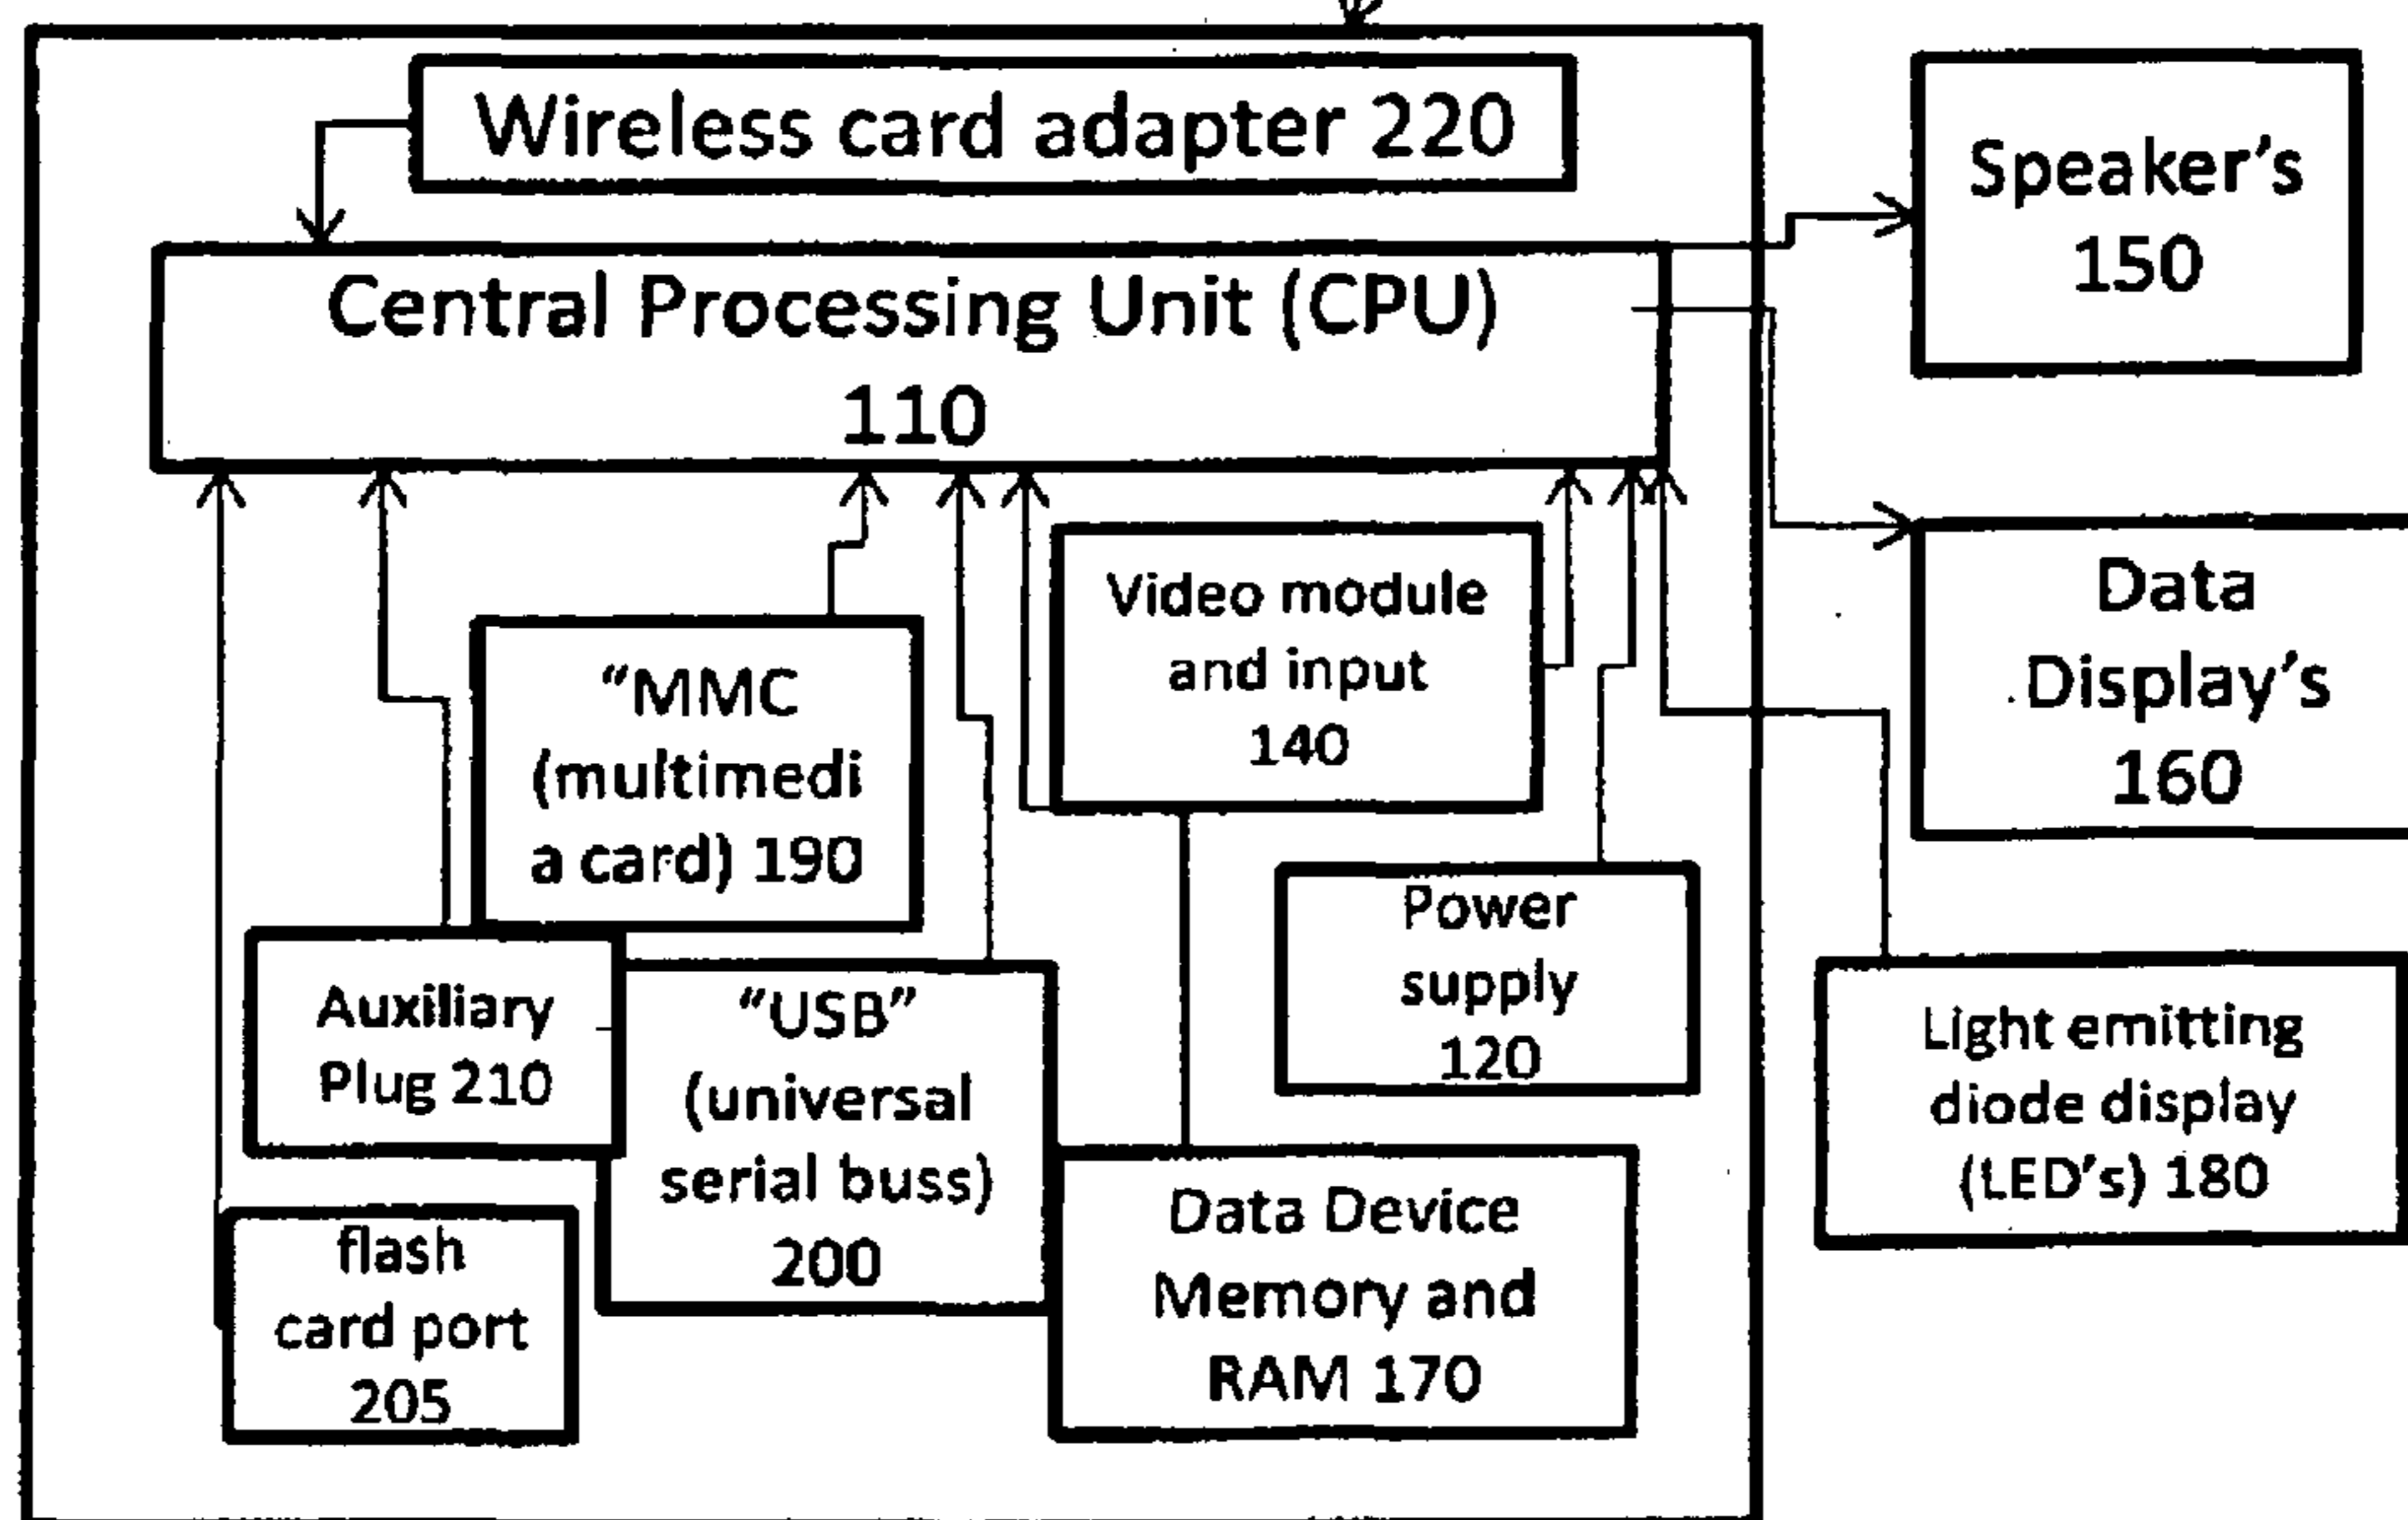 Wireless card adapter 220
Central Processing Unit (CPU)
110
Speaker's
150
Video module
and input
140
Data
Display's
160
“MMC
(multimedi
a card) 190
Power
supply
120
Auxiliary
Plug 210
“USB”
(universal
serial buss)
200
Light emitting
diode display
(LED's) 180
Data Device
Memory and
RAM 170
flash
card port
205